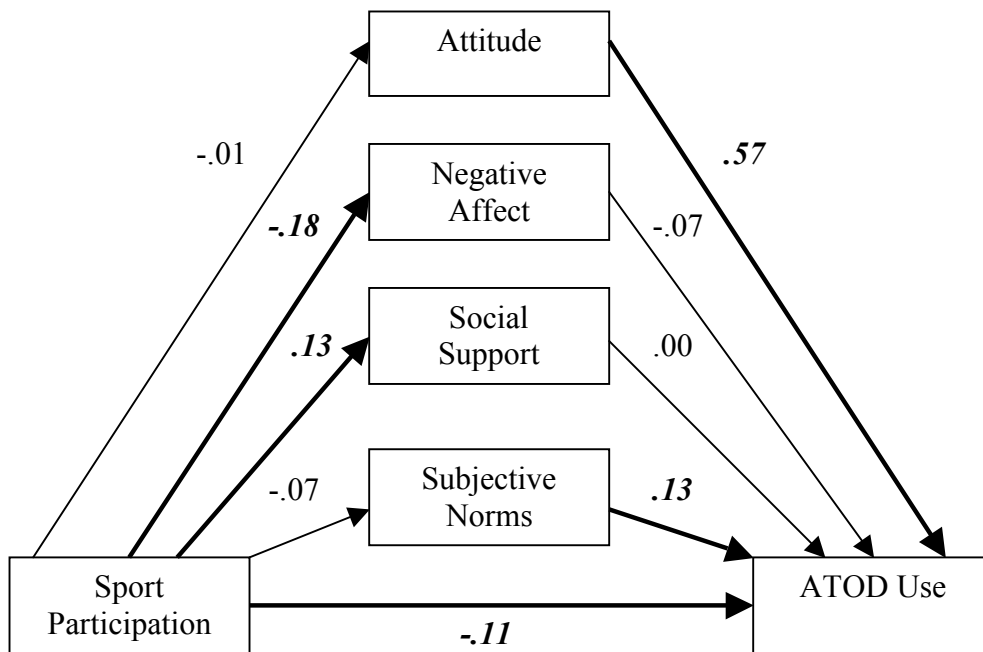 Attitude
-.01
.57
Negative
Affect
-.18
-.07
Social
Support
.13
.00
Subjective
Norms
-.07
.13
Sport
Participation
ATOD Use
-.11